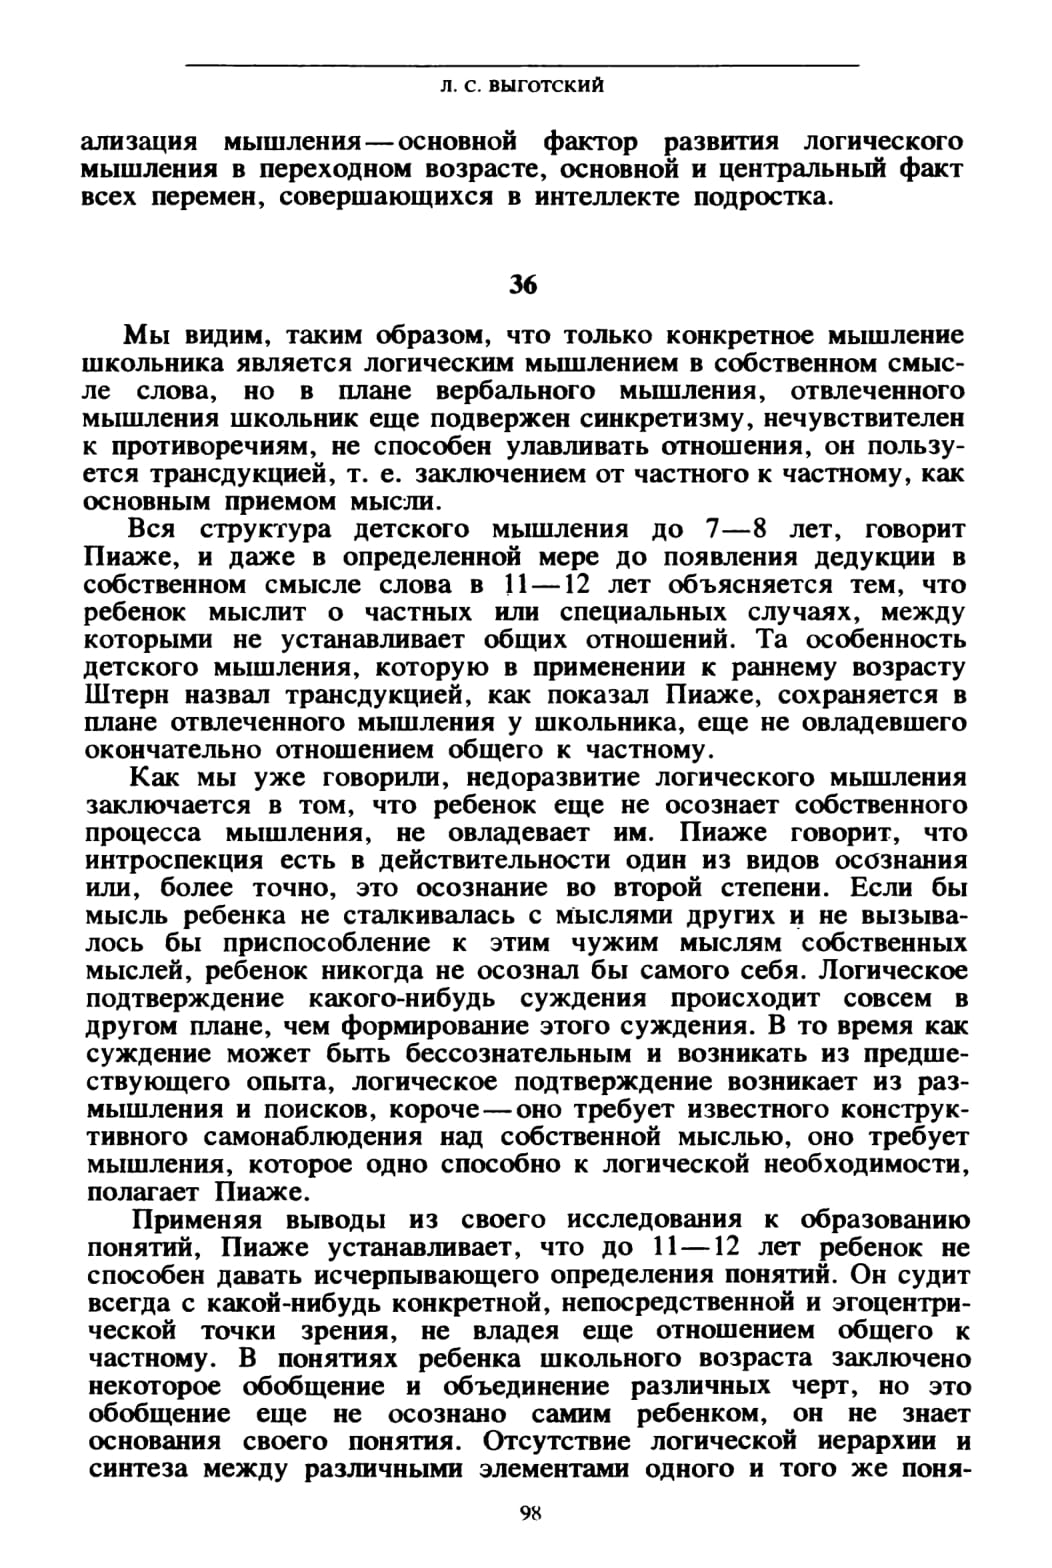 Л. С. ВЫГОТСКИЙ
ализация мышления—основной фактор развития логического
мышления в переходном возрасте, основной и центральный факт
всех перемен, совершающихся в интеллекте подростка.
36
Мы видим, таким образом, что только конкретное мышление
школьника является логическим мышлением в собственном смыс-
ле слова, но в плане вербального мышления, отвлеченного
мышления школьник еще подвержен синкретизму, нечувствителен
к противоречиям, не способен улавливать отношения, он пользу-
ется трансдукцией, т. е. заключением от частного к частному, как
основным приемом мысли.
Вся структура детского мышления до 7—8 лет, говорит
Пиаже, и даже в определенной мере до появления дедукции в
собственном смысле слова в 11—12 лет объясняется тем, что
ребенок мыслит о частных или специальных случаях, между
которыми не устанавливает общих отношений. Та особенность
детского мышления, которую в применении к раннему возрасту
Штерн назвал трансдукцией, как показал Пиаже, сохраняется в
плане отвлеченного мышления у школьника, еще не овладевшего
окончательно отношением общего к частному.
Как мы уже говорили, недоразвитие логического мышления
заключается в том, что ребенок еще не осознает собственного
процесса мышления, не овладевает им. Пиаже говорит, что
интроспекция есть в действительности один из видов осознания
или, более точно, это осознание во второй степени. Если бы
мысль ребенка не сталкивалась с мыслями других и не вызыва-
лось бы приспособление к этим чужим мыслям собственных
мыслей, ребенок никогда не осознал бы самого себя. Логическое
подтверждение какого-нибудь суждения происходит совсем в
другом плане, чем формирование этого суждения. В то время как
суждение может быть бессознательным и возникать из предше-
ствующего опыта, логическое подтверждение возникает из раз-
мышления и поисков, короче—оно требует известного конструк-
тивного самонаблюдения над собственной мыслью, оно требует
мышления, которое одно способно к логической необходимости,
полагает Пиаже.
Применяя выводы из своего исследования к образованию
понятий, Пиаже устанавливает, что до 11—12 лет ребенок не
способен давать исчерпывающего определения понятий. Он судит
всегда с какой-нибудь конкретной, непосредственной и эгоцентри-
ческой точки зрения, не владея еще отношением общего к
частному. В понятиях ребенка школьного возраста заключено
некоторое обобщение и объединение различных черт, но это
обобщение еще не осознано самим ребенком, он не знает
основания своего понятия. Отсутствие логической иерархии и
синтеза между различными элементами одного и того же поня-
98